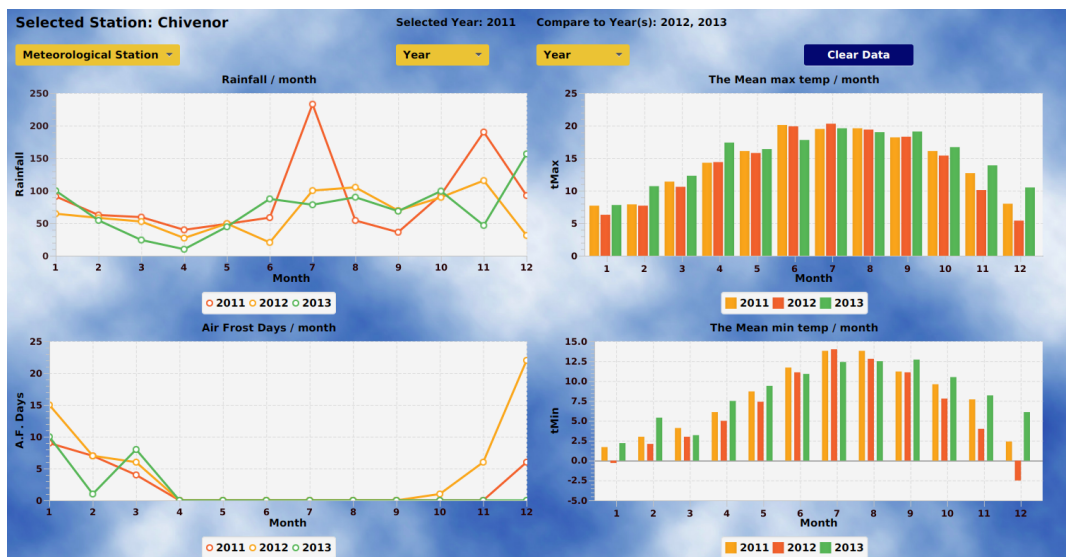 Selected Station: Chivenor
Selected Year: 2011
Compare to Year(s): 2012, 2013
Meteorological Station
Year
Year
Clear Data
Rainfall / month
250
200
150
100
50
0
Rainfall
1 2 3 4 5 6 7 8 9 10 11 12
Month
2011 2012 2013
The Mean max temp / month
25
20
15
10
5
0
tMax
1 2 3 4 5 6 7 8 9 10 11 12
Month
2011 2012 2013
Air Frost Days / month
25
20
15
10
5
0
A.F. Days
1 2 3 4 5 6 7 8 9 10 11 12
Month
2011 2012 2013
The Mean min temp / month
15.0
12.5
10.0
7.5
5.0
2.5
0.0
-2.5
-5.0
tMin
1 2 3 4 5 6 7 8 9 10 11 12
Month
2011 2012 2013